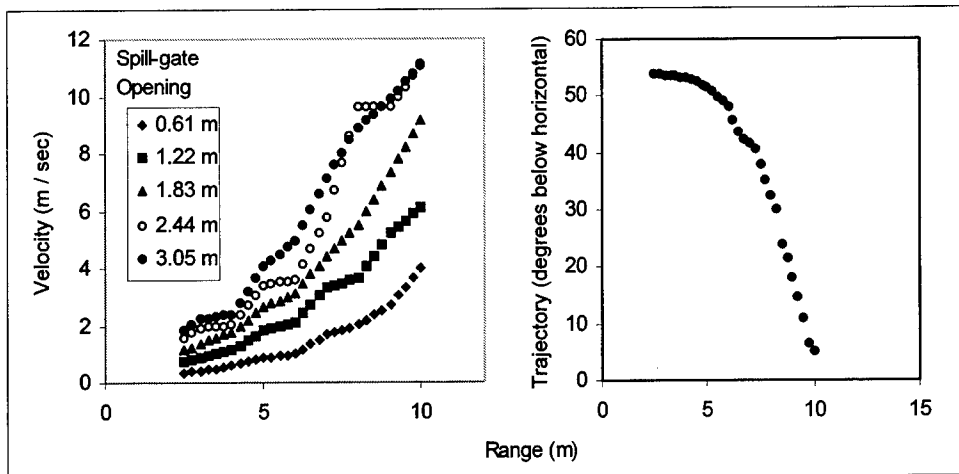 Spill-gate
Opening
0.61 m
1.22 m
1.83 m
2.44 m
3.05 m
Velocity (m / sec)
12
10
8
6
4
2
0
0 5 10
Trajectory (degrees below horizontal)
60
50
40
30
20
10
0
0 5 10 15
Range (m)